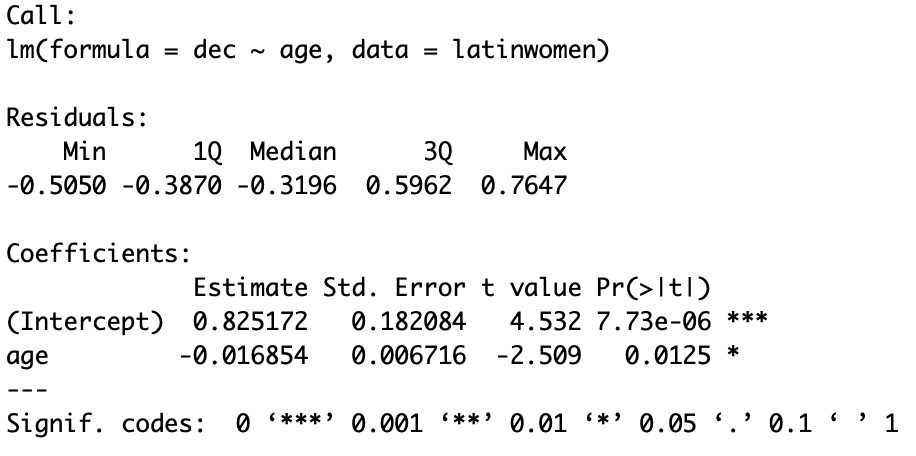 Call:
lm(formula = dec ~ age, data = latinwomen)
Residuals:
    Min      1Q  Median      3Q     Max
-0.5050 -0.3870 -0.3196  0.5962  0.7647
Coefficients:
             Estimate Std. Error t value Pr(>|t|)
(Intercept)  0.825172   0.182084   4.532 7.73e-06 ***
age         -0.016854   0.006716  -2.509   0.0125 *
---
Signif. codes:  0 ‘***’ 0.001 ‘**’ 0.01 ‘*’ 0.05 ‘.’ 0.1 ‘ ’ 1